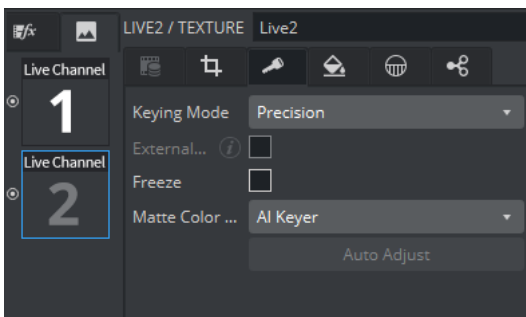 fx
LIVE2 / TEXTURE Live2
Live Channel
1
Live Channel
2
Keying Mode Precision
External... i
Freeze
Matte Color ... AI Keyer
Auto Adjust